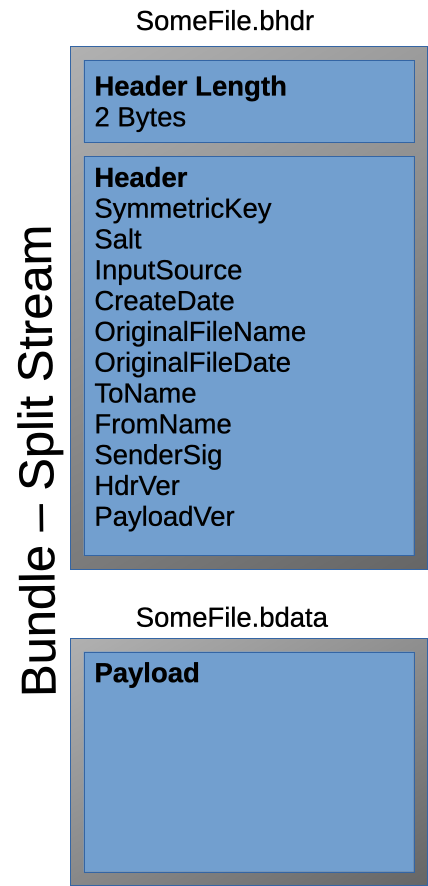 SomeFile.bhdr
Header Length
2 Bytes
Header
SymmetricKey
Salt
InputSource
CreateDate
OriginalFileName
OriginalFileDate
ToName
FromName
SenderSig
HdrVer
PayloadVer
Bundle – Split Stream
SomeFile.bdata
Payload